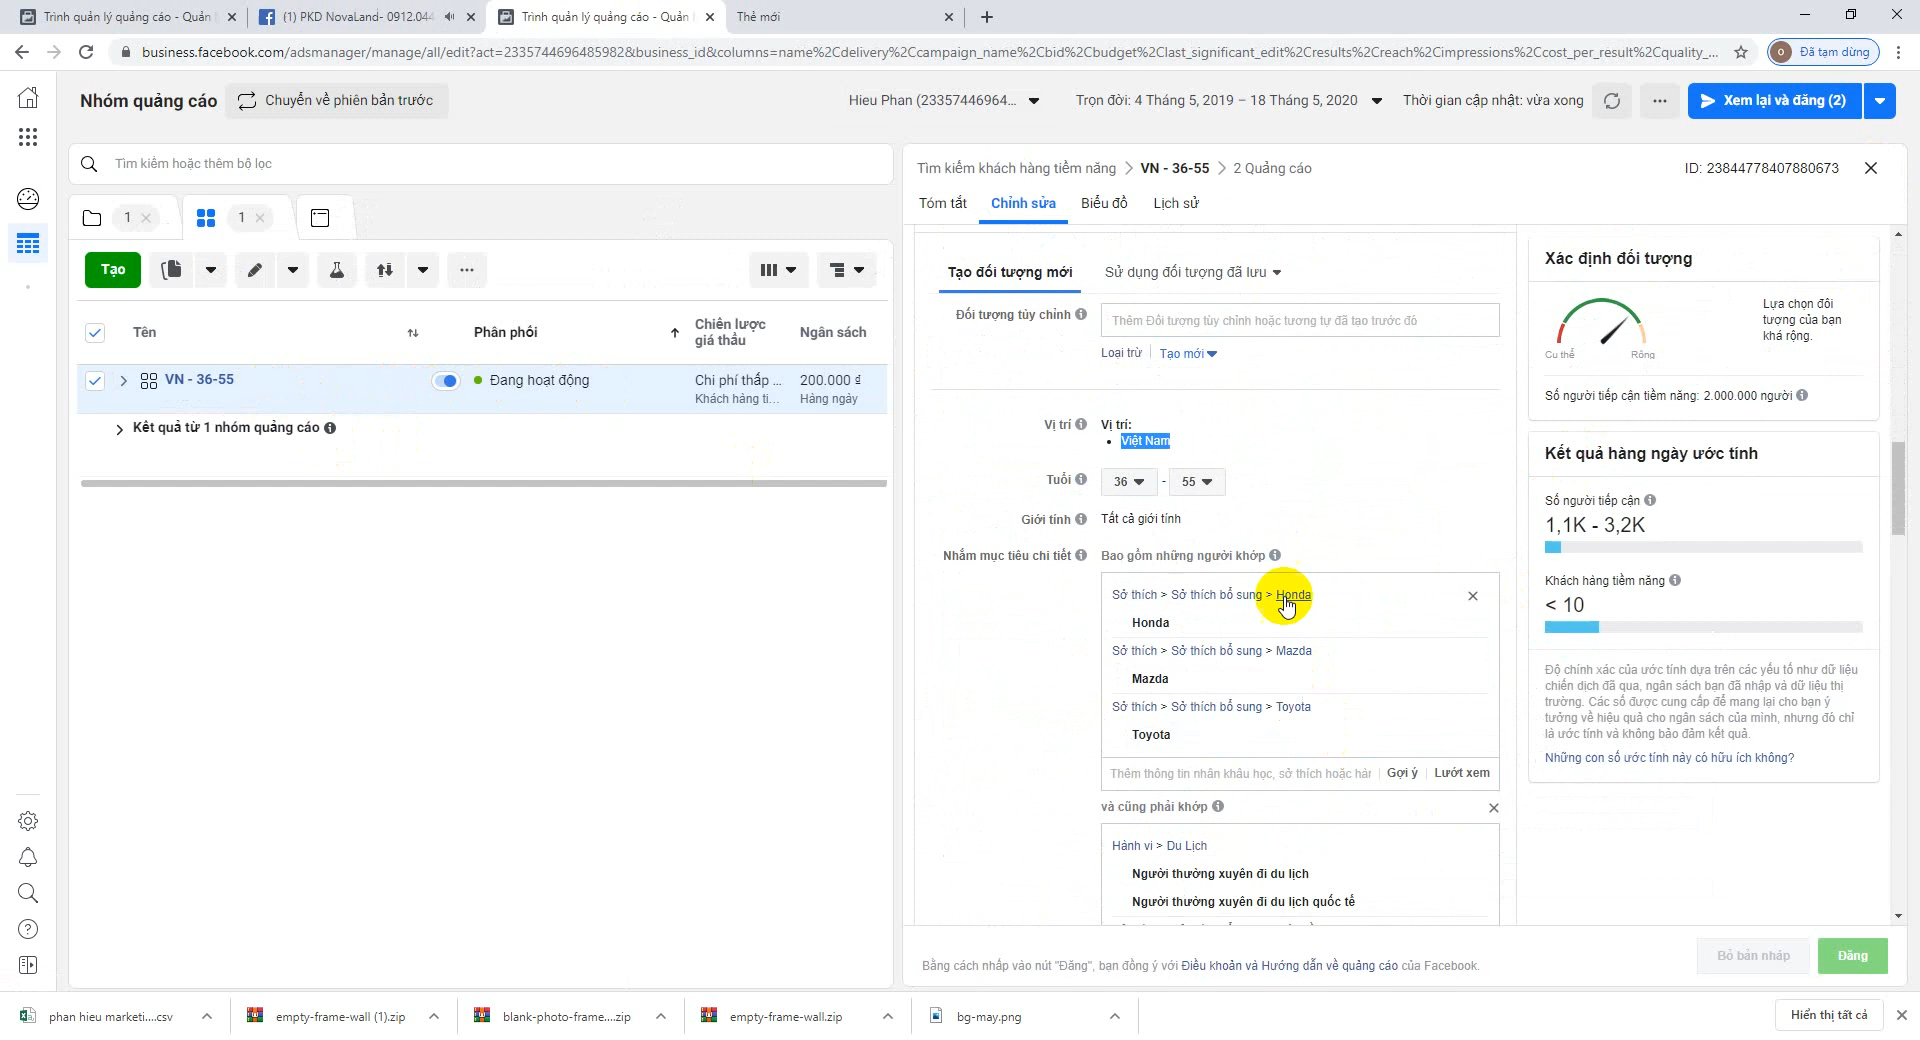 Trình quản lý quảng cáo - Quản
(1) PKD NovaLand- 0912.044
Trình quản lý quảng cáo - Quản
Thẻ mới
business.facebook.com/adsmanager/manage/all/edit?act=2335744696485982&business_id&columns=name%2Cdelivery%2Ccampaign_name%2Cbid%2Cbudget%2Clast_significant_edit%2Cresults%2Creach%2Cimpressions%2Ccost_per_result%2Cquality_...
Đã tạm dừng
Nhóm quảng cáo
Chuyển về phiên bản trước
Hieu Phan (23357446964...
Trọn đời: 4 Tháng 5, 2019 – 18 Tháng 5, 2020
Thời gian cập nhật: vừa xong
Xem lại và đăng (2)
Tìm kiếm hoặc thêm bộ lọc
1
1
Tạo
Tên
Phân phối
Chiến lược giá thầu
Ngân sách
VN - 36-55
Đang hoạt động
Chi phí thấp ...
Khách hàng ti...
200.000 ₫
Hàng ngày
Kết quả từ 1 nhóm quảng cáo
Tìm kiếm khách hàng tiềm năng
VN - 36-55
2 Quảng cáo
ID: 23844778407880673
Tóm tắt
Chỉnh sửa
Biểu đồ
Lịch sử
Tạo đối tượng mới
Sử dụng đối tượng đã lưu
Đối tượng tùy chỉnh
Thêm Đối tượng tùy chỉnh hoặc tương tự đã tạo trước đó
Loại trừ
Tạo mới
Vị trí
Vị trí:
• Việt Nam
Tuổi
36
-
55
Giới tính
Tất cả giới tính
Nhắm mục tiêu chi tiết
Bao gồm những người khớp
Sở thích > Sở thích bổ sung > Honda
Honda
Sở thích > Sở thích bổ sung > Mazda
Mazda
Sở thích > Sở thích bổ sung > Toyota
Toyota
Thêm thông tin nhân khẩu học, sở thích hoặc hàn
Gợi ý
Lướt xem
và cũng phải khớp
Hành vi > Du Lịch
Người thường xuyên đi du lịch
Người thường xuyên đi du lịch quốc tế
Bằng cách nhấp vào nút "Đăng", bạn đồng ý với Điều khoản và Hướng dẫn về quảng cáo của Facebook.
Bỏ bản nháp
Đăng
Xác định đối tượng
Cụ thể
Rộng
Lựa chọn đối
tượng của bạn
khá rộng.
Số người tiếp cận tiềm năng: 2.000.000 người
Kết quả hàng ngày ước tính
Số người tiếp cận
1,1K - 3,2K
Khách hàng tiềm năng
< 10
Độ chính xác của ước tính dựa trên các yếu tố như dữ liệu
chiến dịch đã qua, ngân sách bạn đã nhập và dữ liệu thị
trường. Các số được cung cấp để mang lại cho bạn ý
tưởng về hiệu quả cho ngân sách của mình, nhưng đó chỉ
là ước tính và không bảo đảm kết quả.
Những con số ước tính này có hữu ích không?
phan hieu marketi....csv
empty-frame-wall (1).zip
blank-photo-frame....zip
empty-frame-wall.zip
bg-may.png
Hiển thị tất cả